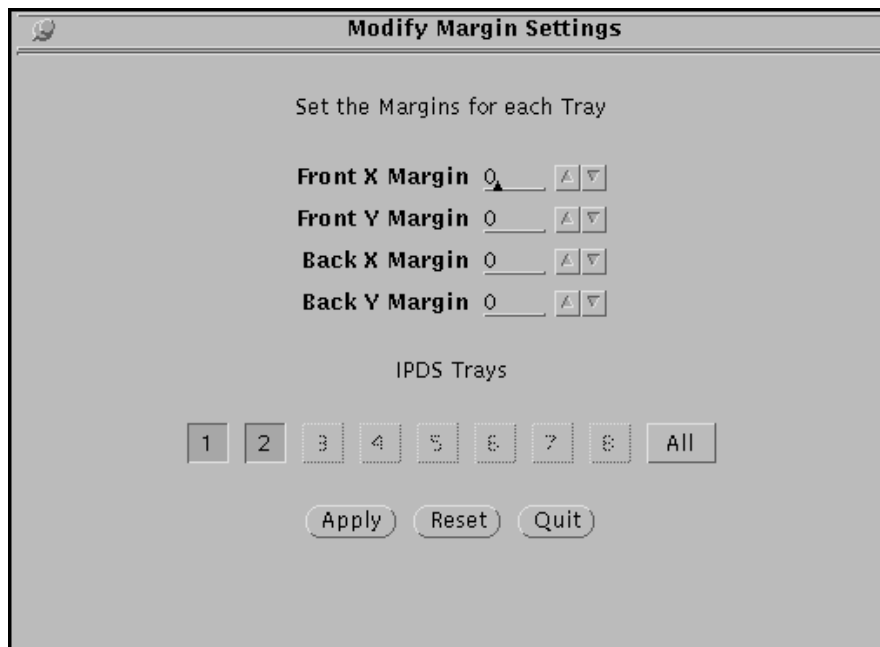 Modify Margin Settings
Set the Margins for each Tray
Front X Margin 0
Front Y Margin 0
Back X Margin 0
Back Y Margin 0
IPDS Trays
1 2 3 4 5 6 7 8 All
Apply Reset Quit